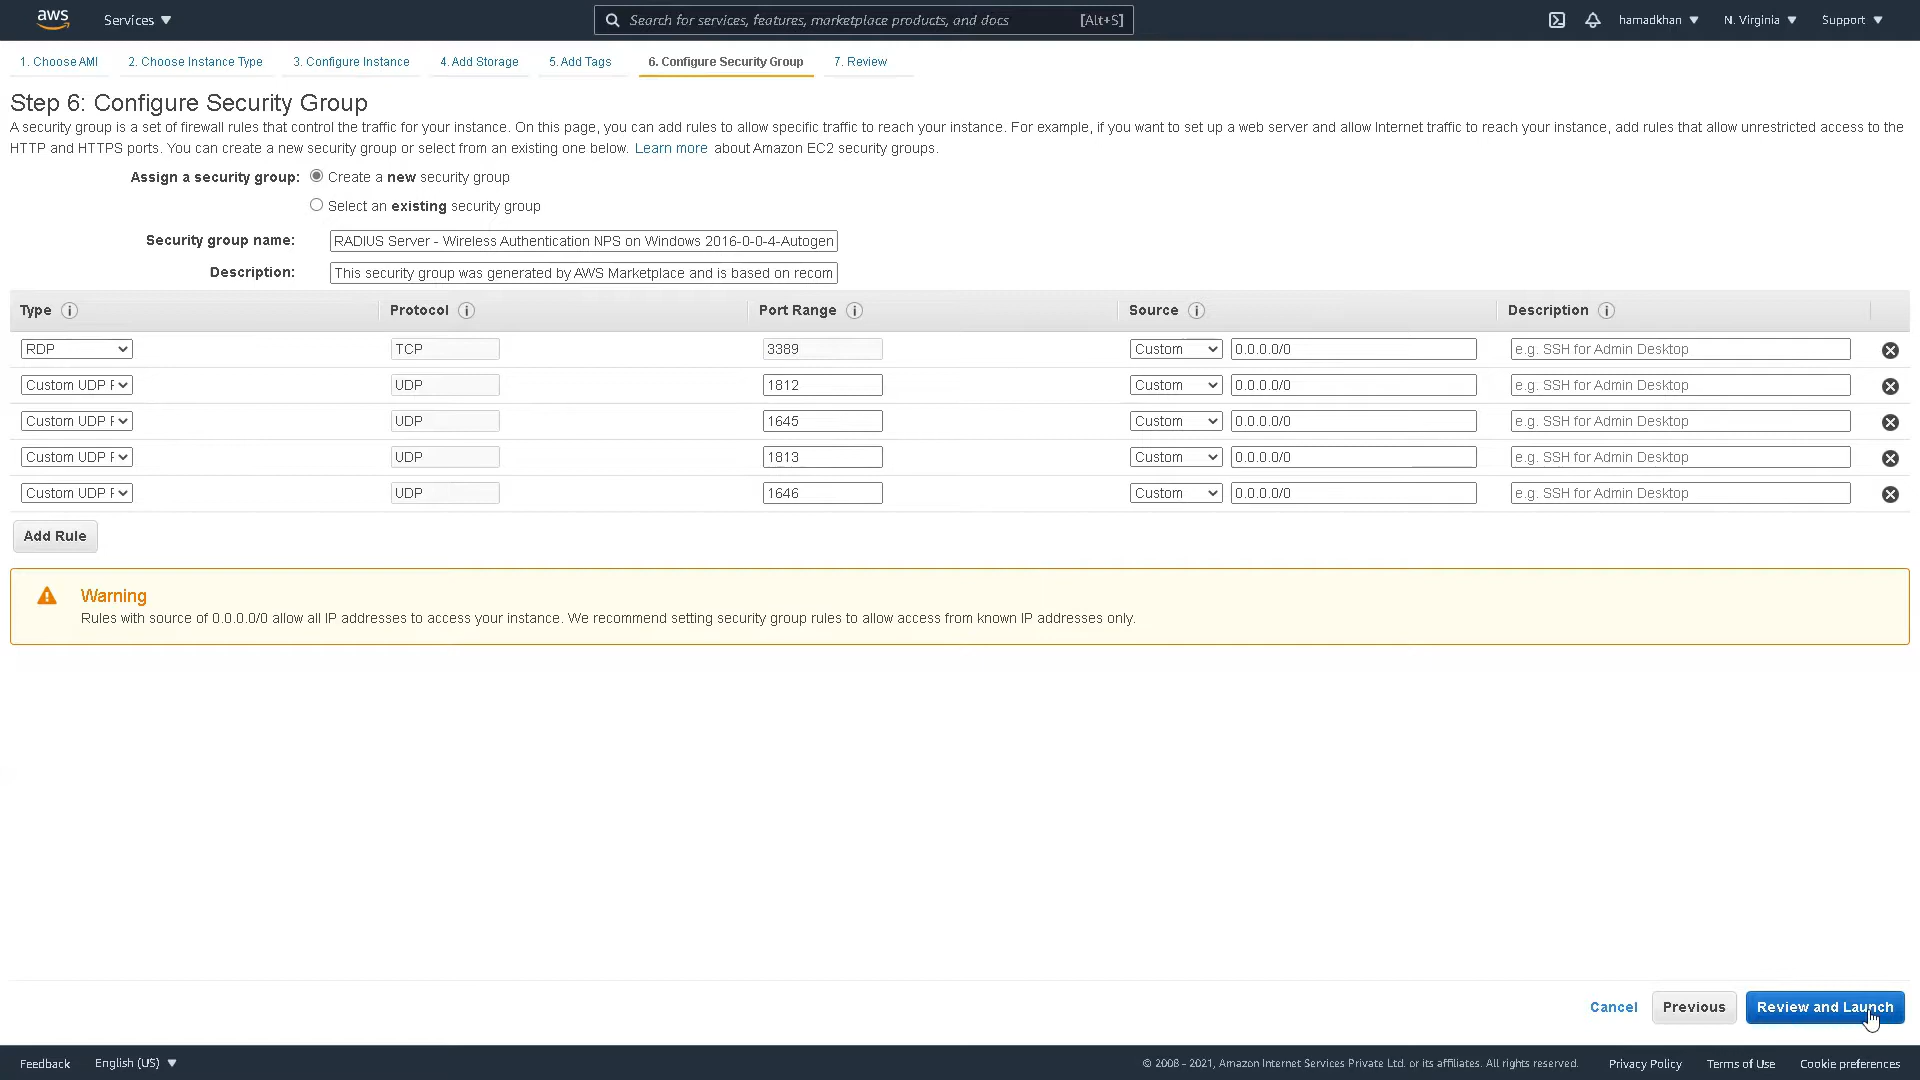 aws Services Search for services, features, marketplace products, and docs [Alt+S] hamadkhan N. Virginia Support
1. Choose AMI 2. Choose Instance Type 3. Configure Instance 4. Add Storage 5. Add Tags 6. Configure Security Group 7. Review
Step 6: Configure Security Group
A security group is a set of firewall rules that control the traffic for your instance. On this page, you can add rules to allow specific traffic to reach your instance. For example, if you want to set up a web server and allow Internet traffic to reach your instance, add rules that allow unrestricted access to the
HTTP and HTTPS ports. You can create a new security group or select from an existing one below. Learn more about Amazon EC2 security groups.
Assign a security group: Create a new security group
Select an existing security group
Security group name: RADIUS Server - Wireless Authentication NPS on Windows 2016-0-0-4-Autogen
Description: This security group was generated by AWS Marketplace and is based on recom
Type i Protocol i Port Range i Source i Description i
RDP TCP 3389 Custom 0.0.0.0/0 e.g. SSH for Admin Desktop
Custom UDP UDP 1812 Custom 0.0.0.0/0 e.g. SSH for Admin Desktop
Custom UDP UDP 1645 Custom 0.0.0.0/0 e.g. SSH for Admin Desktop
Custom UDP UDP 1813 Custom 0.0.0.0/0 e.g. SSH for Admin Desktop
Custom UDP UDP 1646 Custom 0.0.0.0/0 e.g. SSH for Admin Desktop
Add Rule
Warning
Rules with source of 0.0.0.0/0 allow all IP addresses to access your instance. We recommend setting security group rules to allow access from known IP addresses only.
Cancel Previous Review and Launch
Feedback English (US) © 2008 - 2021, Amazon Internet Services Private Ltd. or its affiliates. All rights reserved. Privacy Policy Terms of Use Cookie preferences